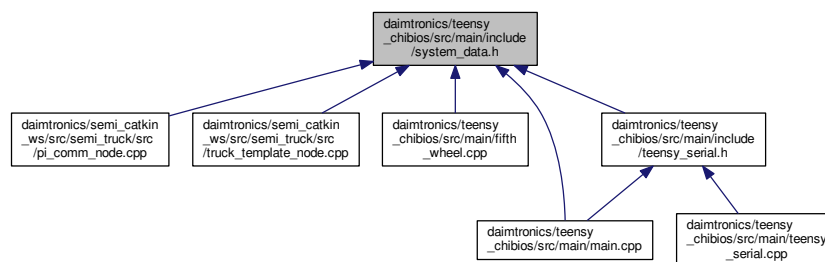 daimtronics/teensy
_chibios/src/main/include
/system_data.h
daimtronics/semi_catkin
_ws/src/semi_truck/src
/pi_comm_node.cpp
daimtronics/semi_catkin
_ws/src/semi_truck/src
/truck_template_node.cpp
daimtronics/teensy
_chibios/src/main/fifth
_wheel.cpp
daimtronics/teensy
_chibios/src/main/include
/teensy_serial.h
daimtronics/teensy
_chibios/src/main/main.cpp
daimtronics/teensy
_chibios/src/main/teensy
_serial.cpp